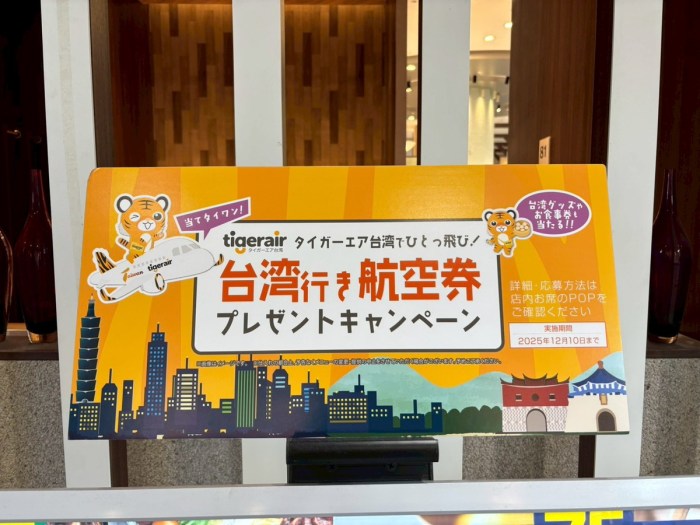 当てタイワン!
tigerair
タイガーエア台湾
タイガーエア台湾でひとっ飛び!
台湾行き航空券
プレゼントキャンペーン
台湾グッズや
お食事券も
当たる!!
tigerair
詳細・応募方法は
店内お席のPOPを
ご確認ください
実施期間
2025年12月10日まで
B1